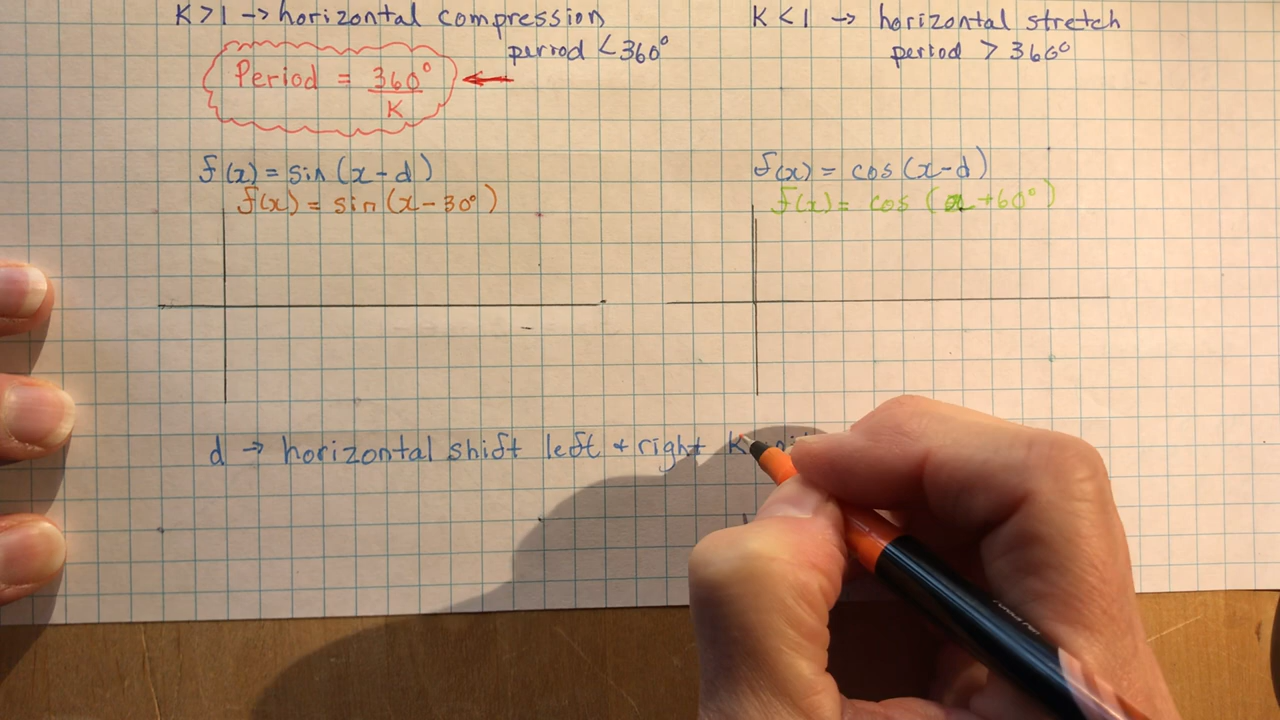 K > 1 → horizontal compression
period < 360°
Period = 360°/K
K < 1 → horizontal stretch
period > 360°
f(x) = sin (x - d)
f(x) = sin (x - 30°)
f(x) = cos (x - d)
f(x) = cos (x + 60°)
d → horizontal shift left + right K